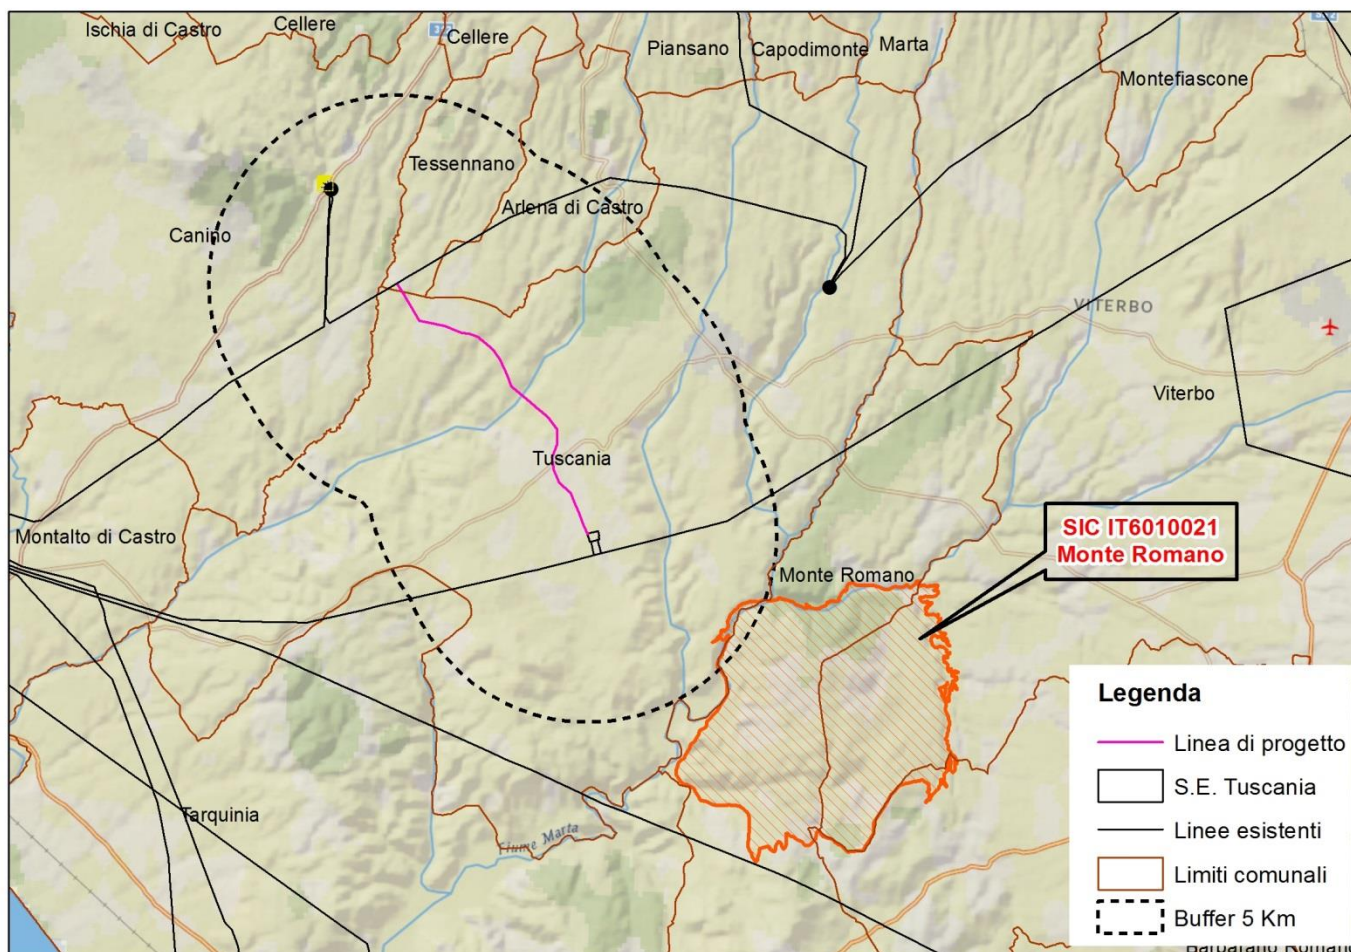 Ischia di Castro
Cellere
Cellere
Piansano
Capodimonte
Marta
Montefiascone
Tessennano
Arlena di Castro
Canino
VITERBO
Viterbo
Tuscania
Montalto di Castro
SIC IT6010021
Monte Romano
Monte Romano
Tarquinia
Fiume Marta
Legenda
Linea di progetto
S.E. Tuscania
Linee esistenti
Limiti comunali
Buffer 5 Km
Barbarano Romano